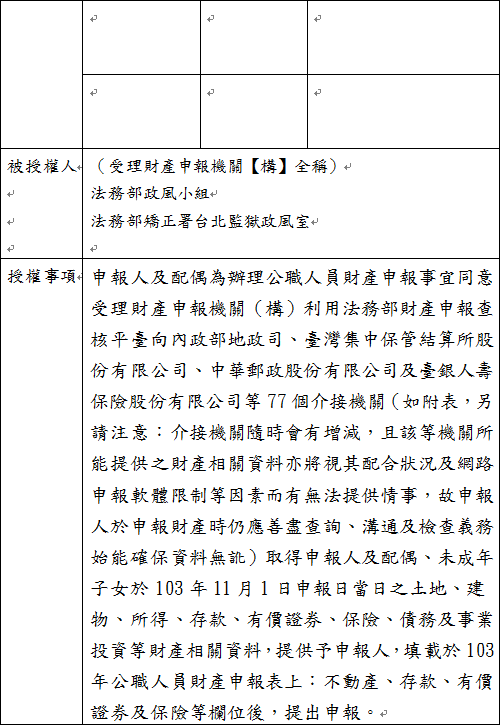 被授權人
（受理財產申報機關【構】全稱）
法務部政風小組
法務部矯正署台北監獄政風室
授權事項
申報人及配偶為辦理公職人員財產申報事宜同意
受理財產申報機關（構）利用法務部財產申報查
核平臺向內政部地政司、臺灣集中保管結算所股
份有限公司、中華郵政股份有限公司及臺銀人壽
保險股份有限公司等 77 個介接機關（如附表，另
請注意：介接機關隨時會有增減，且該等機關所
能提供之財產相關資料亦將視其配合狀況及網路
申報軟體限制等因素而有無法提供情事，故申報
人於申報財產時仍應善盡查詢、溝通及檢查義務
始能確保資料無訛）取得申報人及配偶、未成年
子女於 103 年 11 月 1 日申報日當日之土地、建
物、所得、存款、有價證券、保險、債務及事業
投資等財產相關資料，提供予申報人，填載於 103
年公職人員財產申報表上：不動產、存款、有價
證券及保險等欄位後，提出申報。